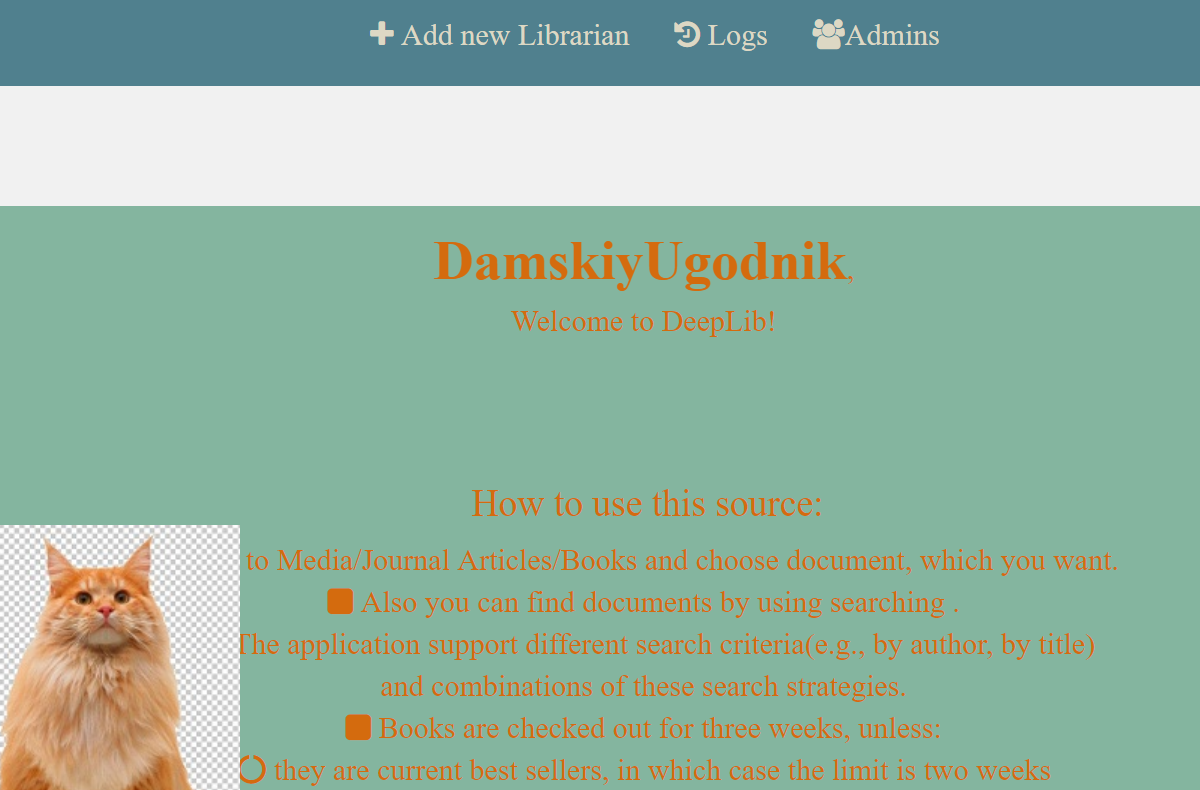 Add new Librarian Logs Admins
DamskiyUgodnik,
Welcome to DeepLib!
How to use this source:
to Media/Journal Articles/Books and choose document, which you want.
Also you can find documents by using searching .
The application support different search criteria(e.g., by author, by title)
and combinations of these search strategies.
Books are checked out for three weeks, unless:
they are current best sellers, in which case the limit is two weeks